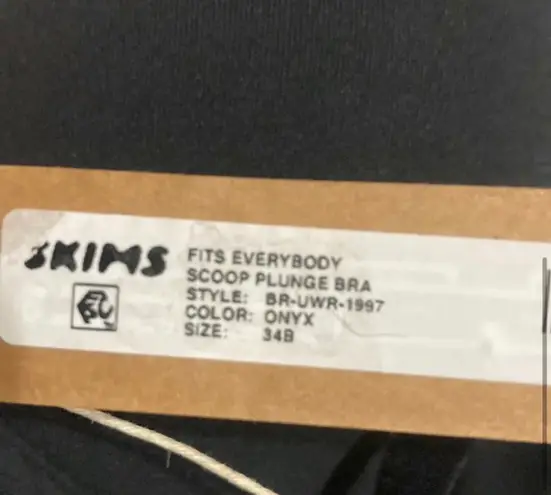 SKIMS
FITS EVERYBODY
SCOOP PLUNGE BRA
STYLE: BR-UWR-1997
COLOR: ONYX
SIZE: 34B